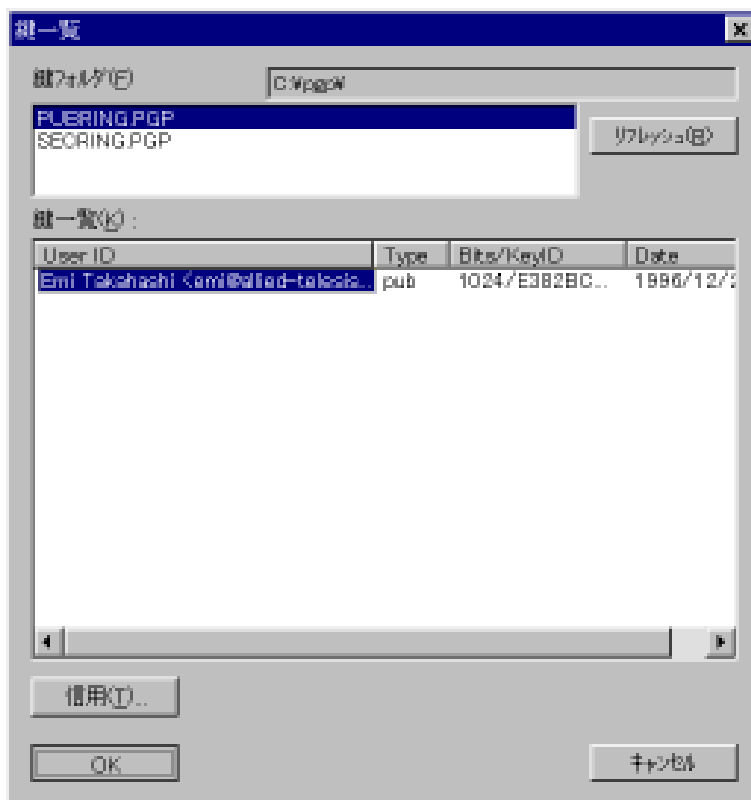 鍵一覧
鍵フォルダ(F) C:¥pgp¥
PUBRING.PGP
SECRING.PGP
リフレッシュ(R)
鍵一覧(K) :
User ID Type Bits/KeyID Date
Emi Takahashi <emi@allied-telesis... pub 1024/E382BC... 1996/12/2
信用(T)...
OK キャンセル